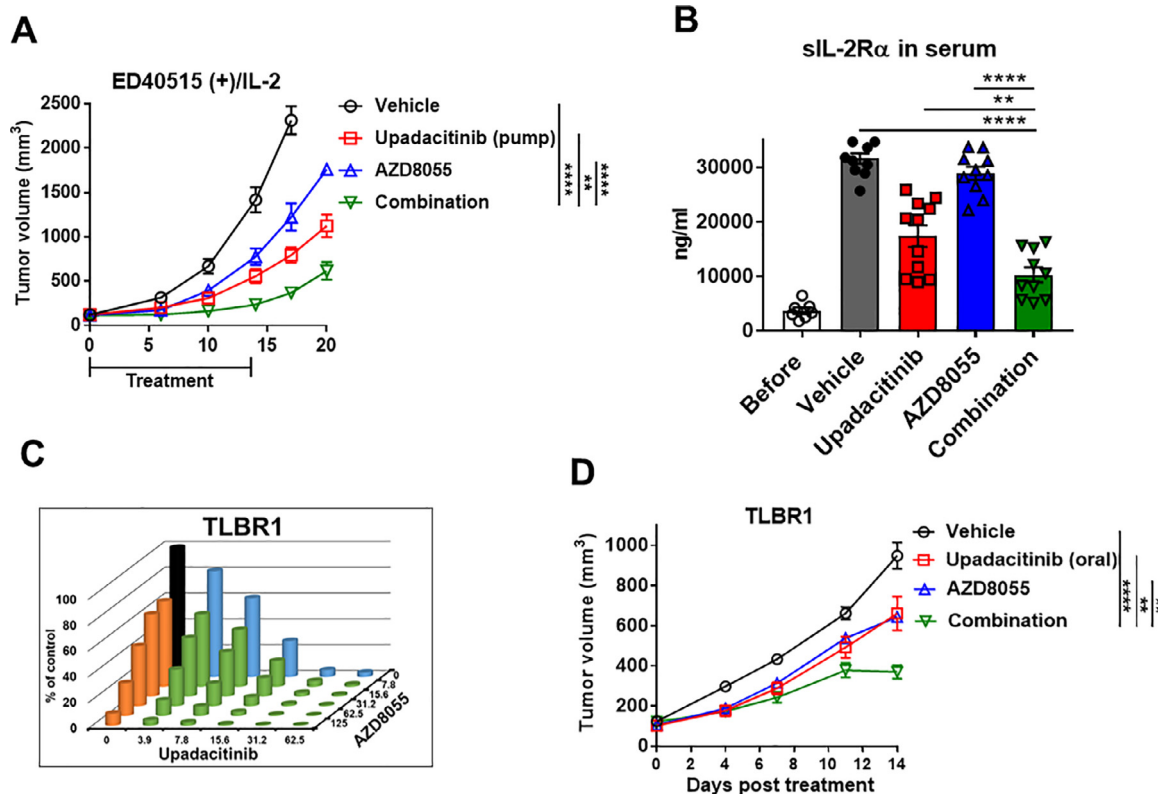 A
ED40515 (+)/IL-2
Tumor volume (mm³)
2500
2000
1500
1000
500
0
0 5 10 15 20
Treatment
Vehicle
Upadacitinib (pump)
AZD8055
Combination
****
**
****
B
sIL-2Rα in serum
****
**
****
ng/ml
30000
20000
10000
0
Before
Vehicle
Upadacitinib
AZD8055
Combination
C
TLBR1
% of control
100
80
60
40
20
0
0 3.9 7.8 15.6 31.2 62.5
Upadacitinib
0
7.8
15.6
31.2
62.5
125
AZD8055
D
TLBR1
Tumor volume (mm³)
1000
800
600
400
200
0
0 2 4 6 8 10 12 14
Days post treatment
Vehicle
Upadacitinib (oral)
AZD8055
Combination
****
**